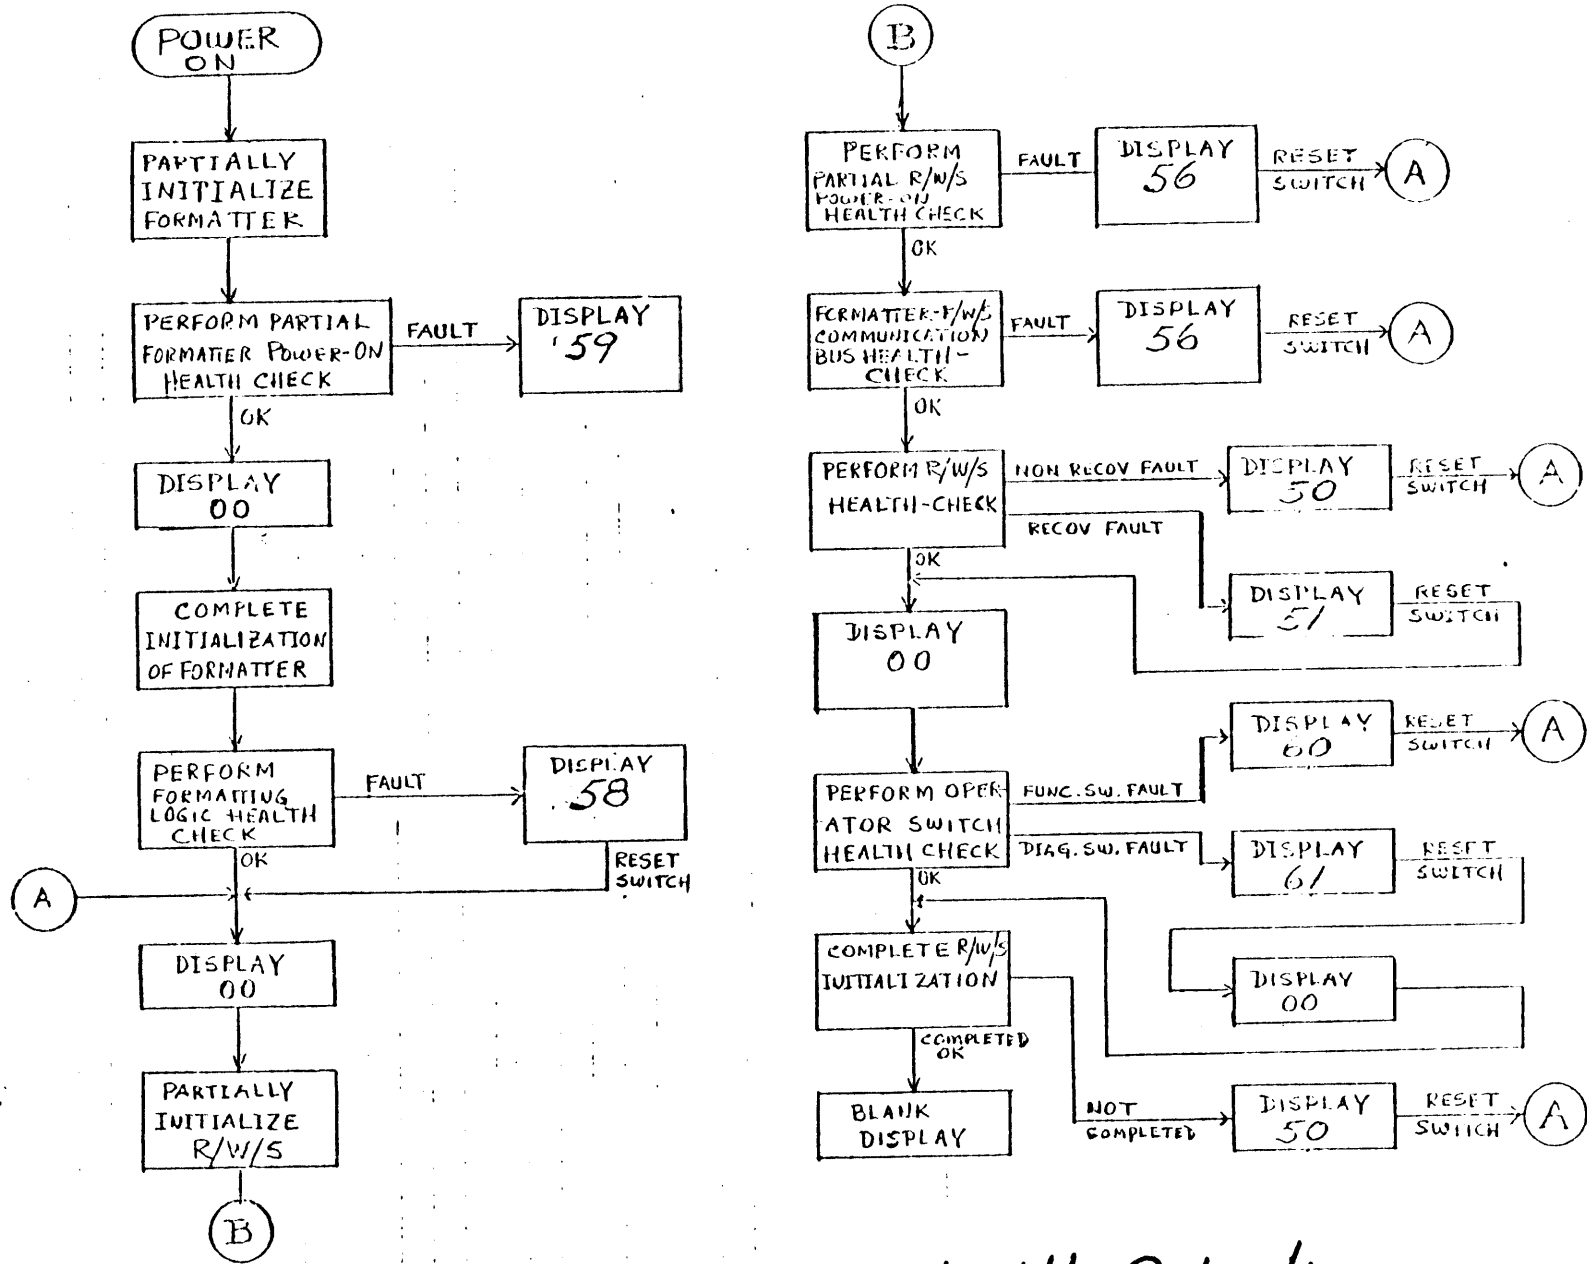 POWER
ON
PARTIALLY
INITIALIZE
FORMATTER
PERFORM PARTIAL
FORMATTER POWER-ON
HEALTH CHECK
FAULT
DISPLAY
59
OK
DISPLAY
00
COMPLETE
INITIALIZATION
OF FORMATTER
PERFORM
FORMATTING
LOGIC HEALTH
CHECK
FAULT
DISPLAY
58
OK
RESET
SWITCH
A
DISPLAY
00
PARTIALLY
INITIALIZE
R/W/S
B
B
PERFORM
PARTIAL R/W/S
POWER-ON
HEALTH CHECK
FAULT
DISPLAY
56
RESET
SWITCH
A
OK
FORMATTER-R/W/S
COMMUNICATION
BUS HEALTH-
CHECK
FAULT
DISPLAY
56
RESET
SWITCH
A
OK
PERFORM R/W/S
HEALTH-CHECK
NON RECOV FAULT
DISPLAY
50
RESET
SWITCH
A
RECOV FAULT
OK
DISPLAY
51
RESET
SWITCH
DISPLAY
00
PERFORM OPER-
ATOR SWITCH
HEALTH CHECK
FUNC. SW. FAULT
DISPLAY
60
RESET
SWITCH
A
DIAG. SW. FAULT
DISPLAY
61
RESET
SWITCH
OK
DISPLAY
00
COMPLETE R/W/S
INITIALIZATION
COMPLETED
OK
BLANK
DISPLAY
NOT
COMPLETED
DISPLAY
50
RESET
SWITCH
A